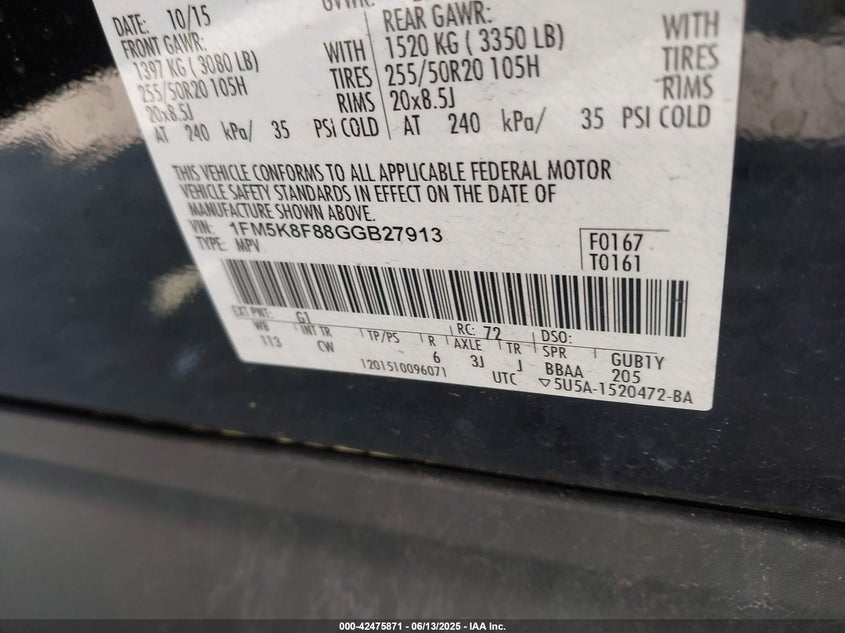 DATE: 10/15
FRONT GAWR:
1397 KG ( 3080 LB) WITH
255/50R20 105H TIRES
20x8.5J RIMS
AT 240 kPa/ 35 PSI COLD
REAR GAWR:
1520 KG ( 3350 LB) WITH
255/50R20 105H TIRES
20x8.5J RIMS
AT 240 kPa/ 35 PSI COLD
THIS VEHICLE CONFORMS TO ALL APPLICABLE FEDERAL MOTOR
VEHICLE SAFETY STANDARDS IN EFFECT ON THE DATE OF
MANUFACTURE SHOWN ABOVE.
VIN: 1FM5K8F88GGB27913
TYPE: MPV
F0167
T0161
EXT PNT: G1 RC: 72 DSO:
WB INT TR TP/PS R AXLE TR SPR GUB1Y
113 CW 6 3J J BBAA 205
1201510096071 UTC ▽5U5A-1520472-BA
000-42475871 - 06/13/2025 - IAA Inc.